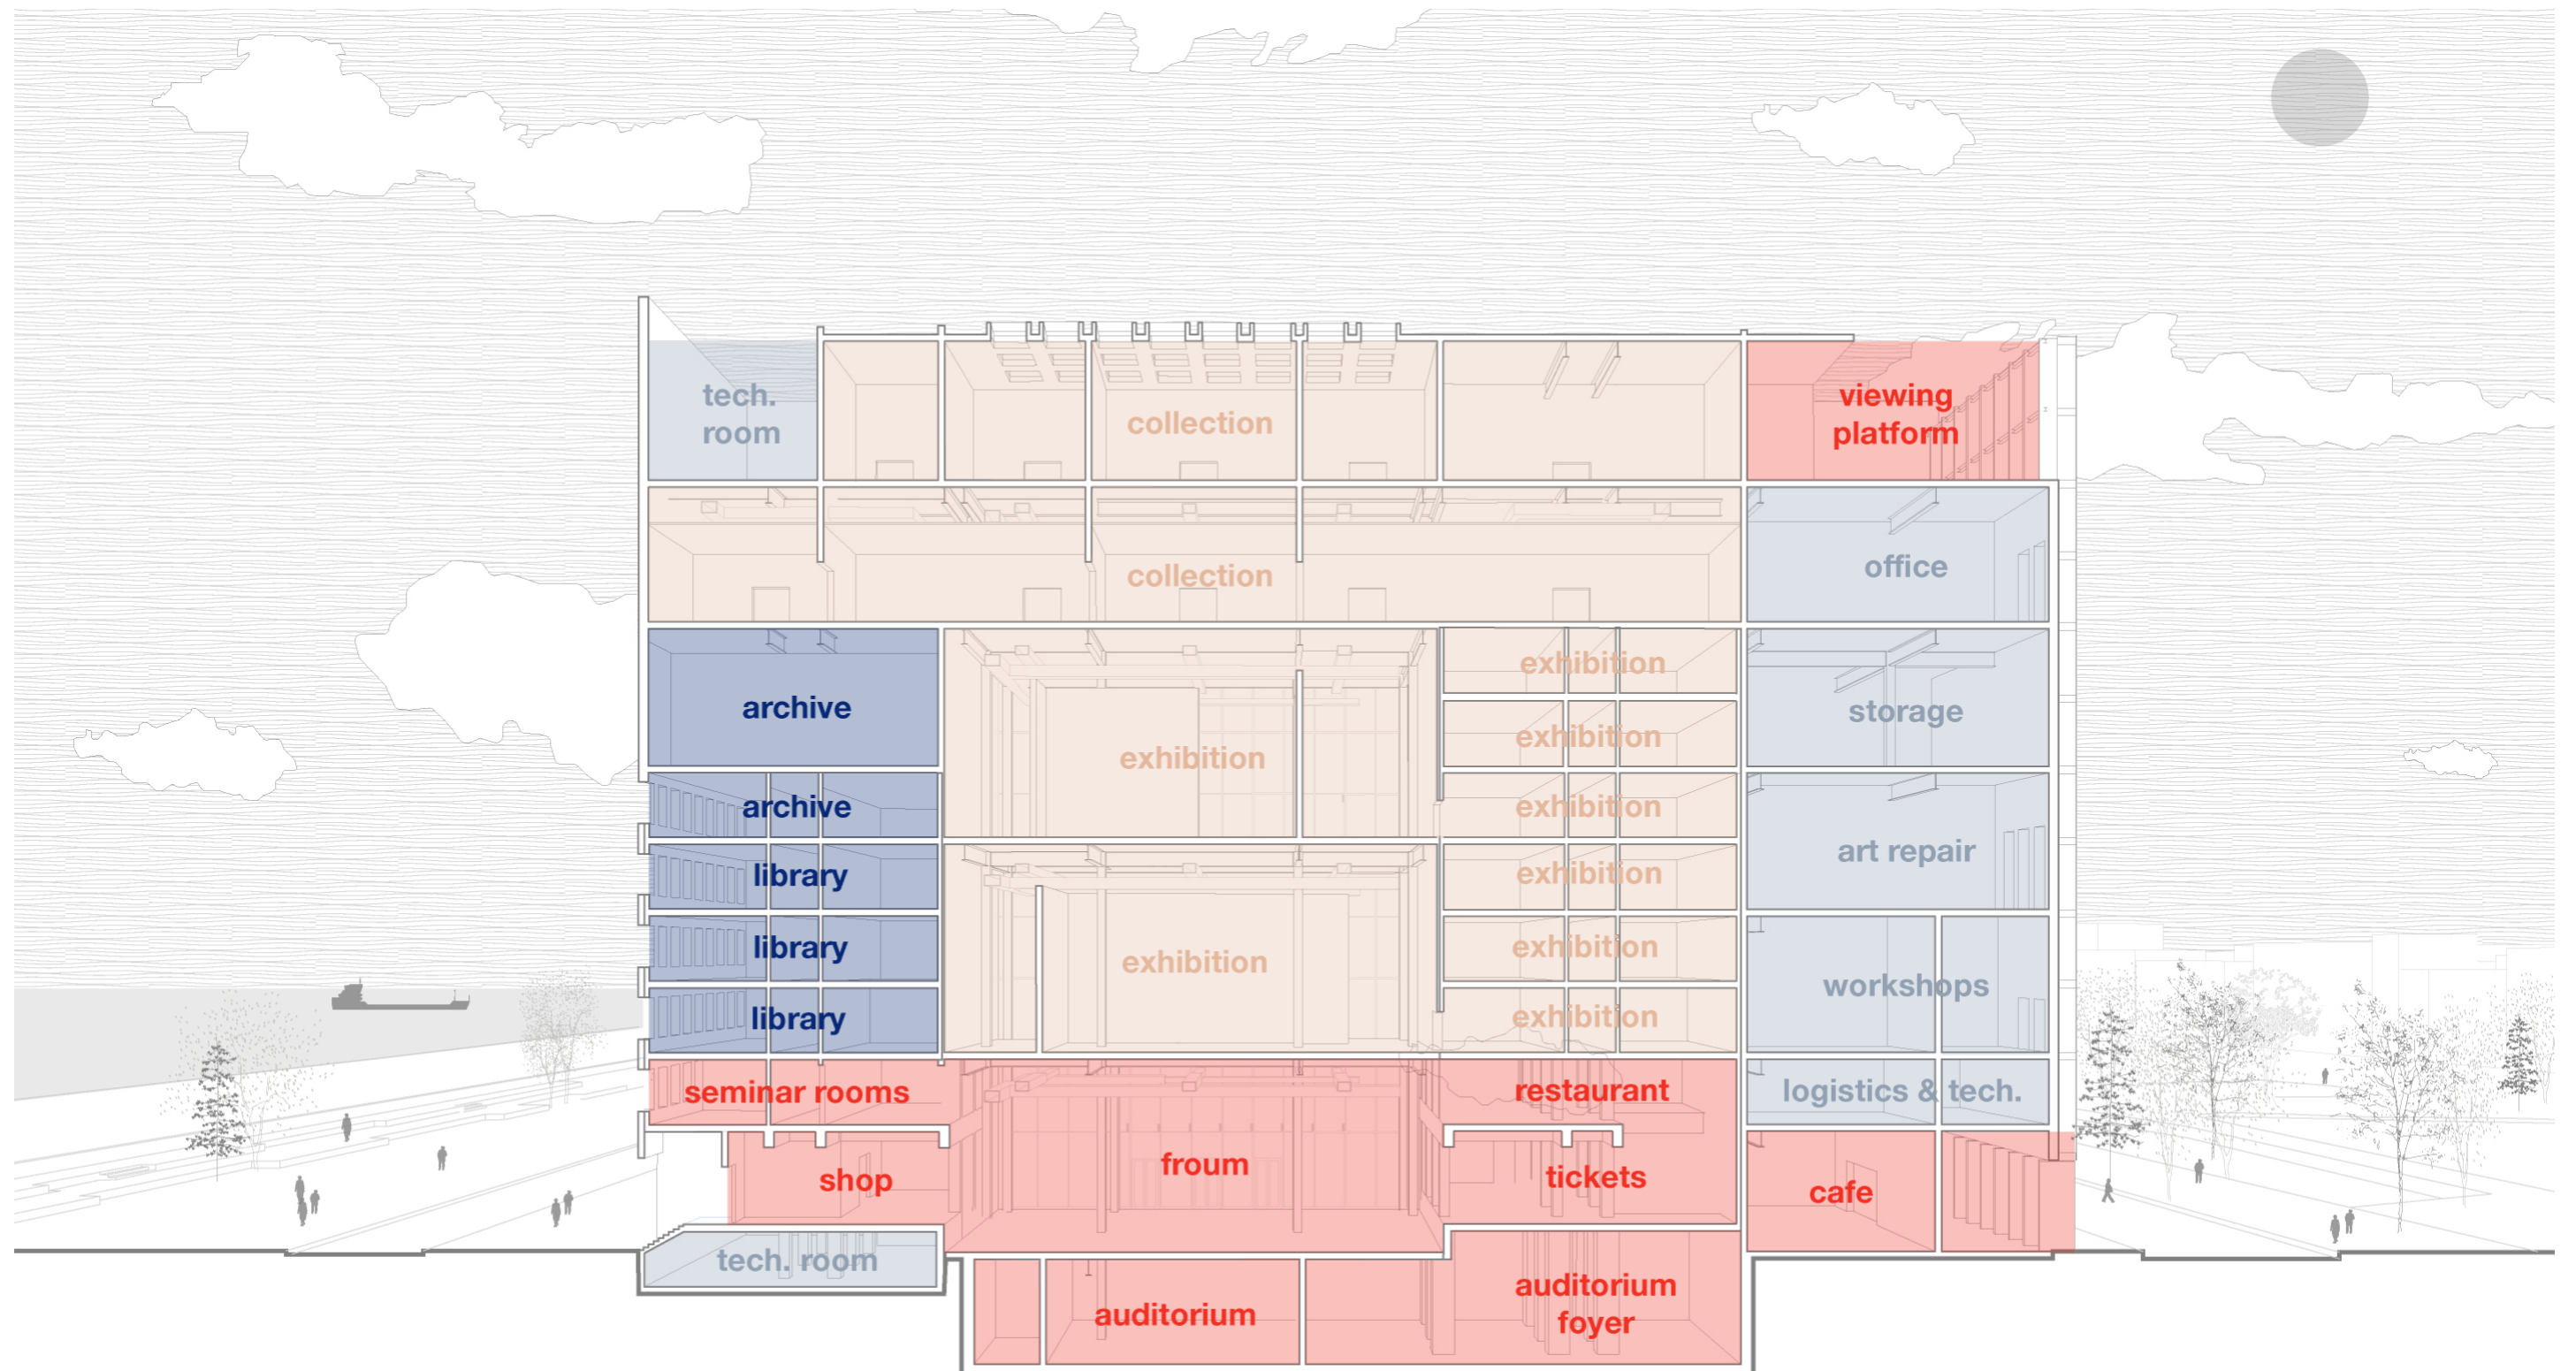 tech.
room
collection
viewing
platform
collection
office
archive
exhibition
exhibition
storage
exhibition
exhibition
archive
exhibition
library
exhibition
art repair
library
exhibition
exhibition
workshops
library
exhibition
seminar rooms
restaurant
logistics & tech.
shop
froum
tickets
cafe
tech. room
auditorium
auditorium
foyer